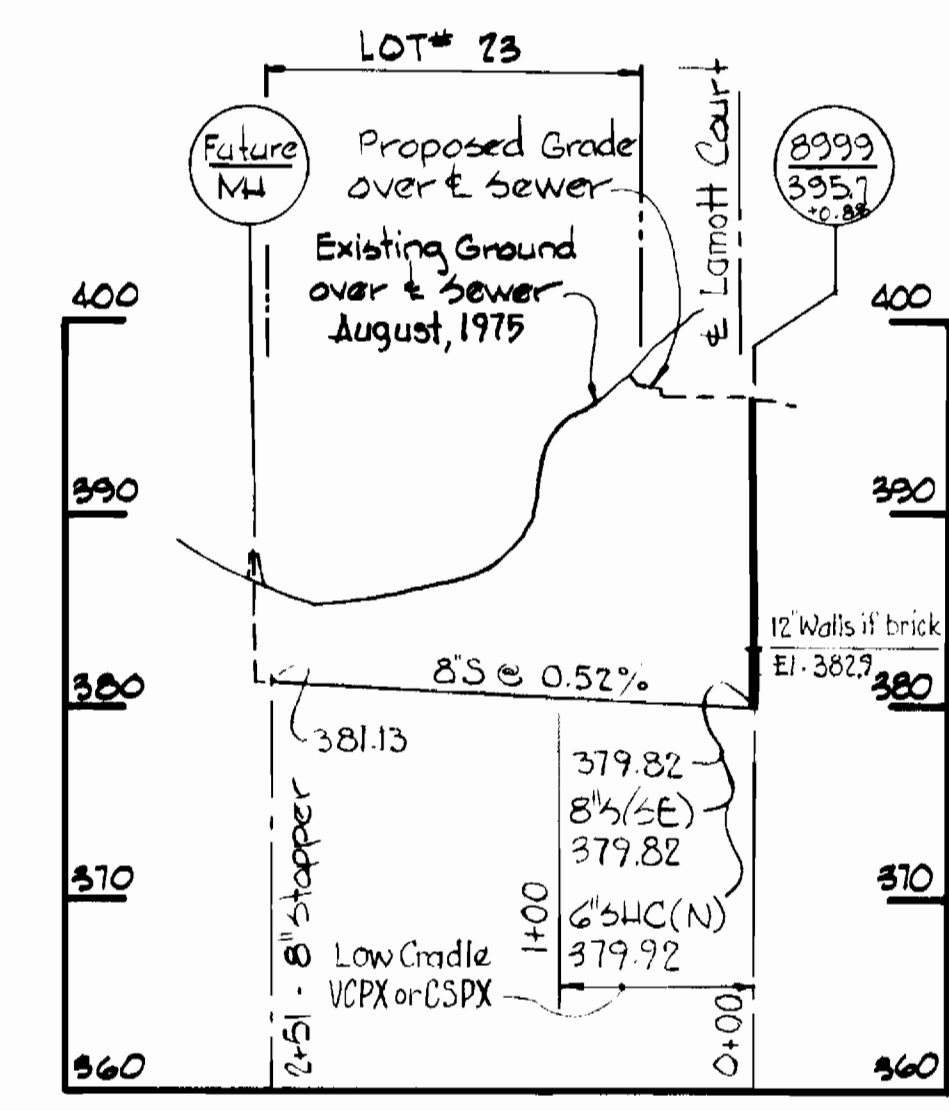 LOT# 23
Future
MH
Proposed Grade
over ℄ Sewer
Existing Ground
over ℄ Sewer
August, 1975
℄ Lamott Court
8999
395.7
+0.88
400
400
390
390
12" Walls if brick
El. 382.9
380
380
8"S @ 0.52%
381.13
379.82
8"S(SE)
379.82
6"SHC(N)
379.92
370
370
2+51 - 8" Stopper
1+00
Low Cradle
VCPX or CSPX
0+00
360
360